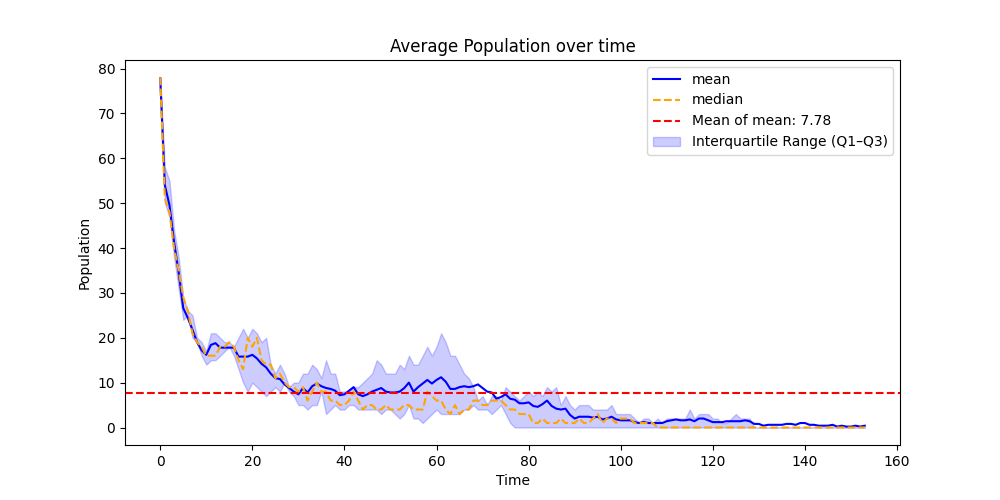 Average Population over time
mean
median
Mean of mean: 7.78
Interquartile Range (Q1–Q3)
Population
80
70
60
50
40
30
20
10
0
0 20 40 60 80 100 120 140 160
Time